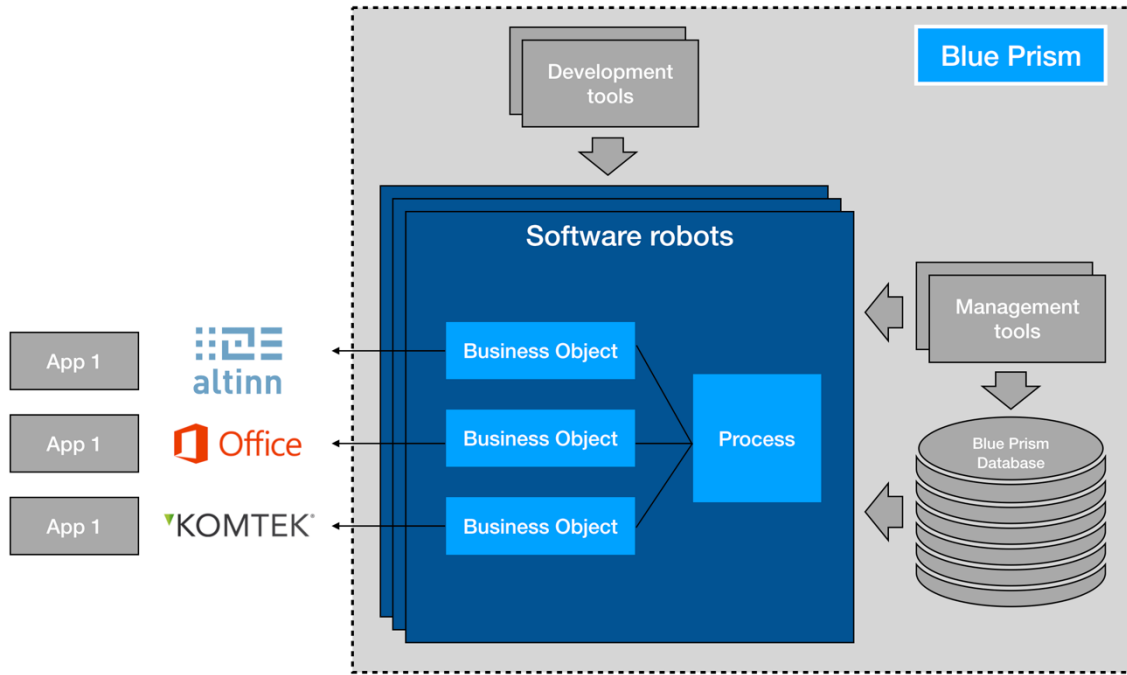 Blue Prism
Development
tools
Software robots
Management
tools
Business Object
App 1
altinn
Process
Business Object
App 1
Office
Blue Prism
Database
Business Object
App 1
KOMTEK®